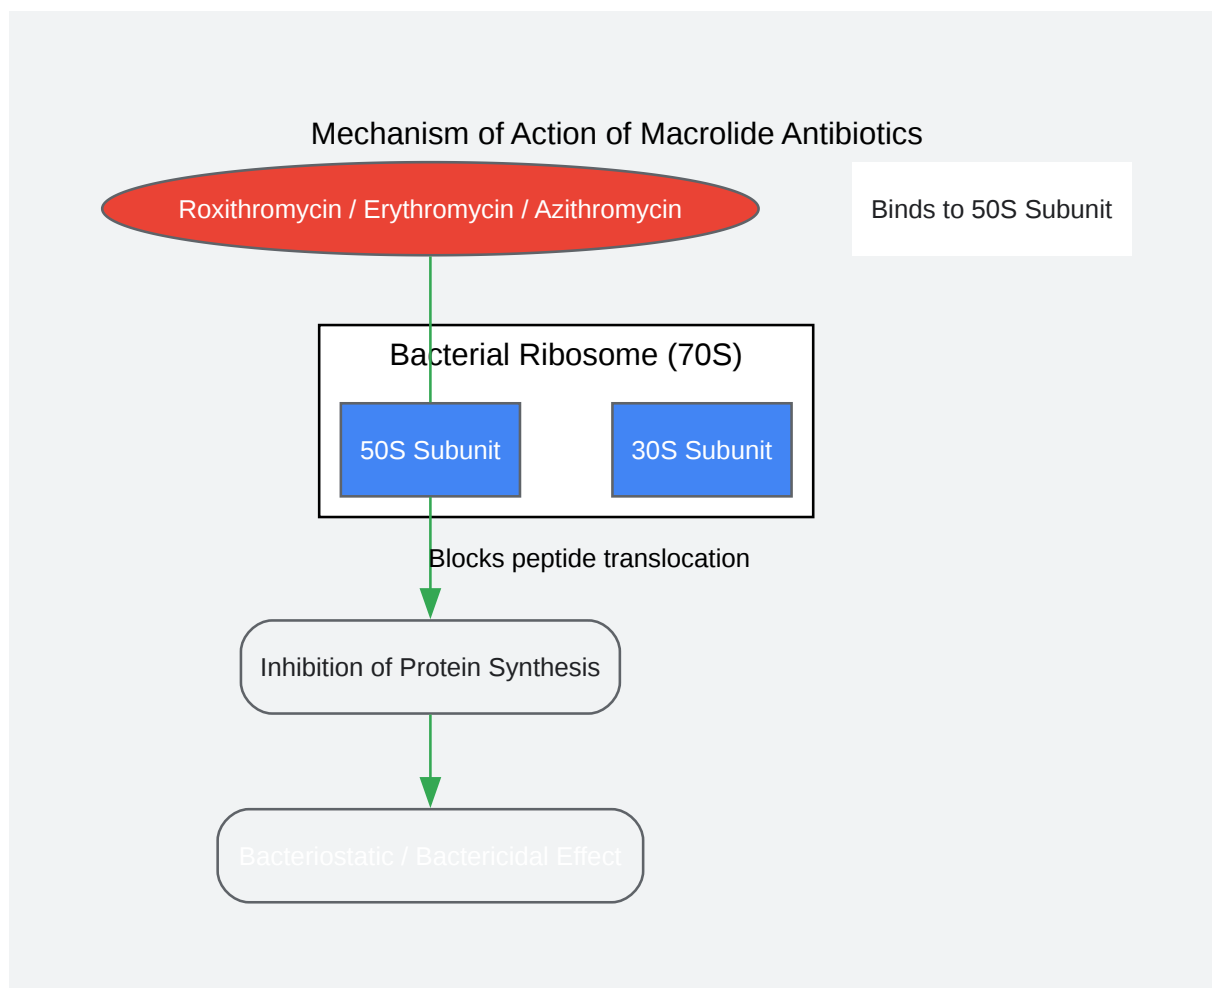 Mechanism of Action of Macrolide Antibiotics
Roxithromycin / Erythromycin / Azithromycin
Binds to 50S Subunit
Bacterial Ribosome (70S)
50S Subunit
30S Subunit
Blocks peptide translocation
Inhibition of Protein Synthesis
Bacteriostatic / Bactericidal Effect